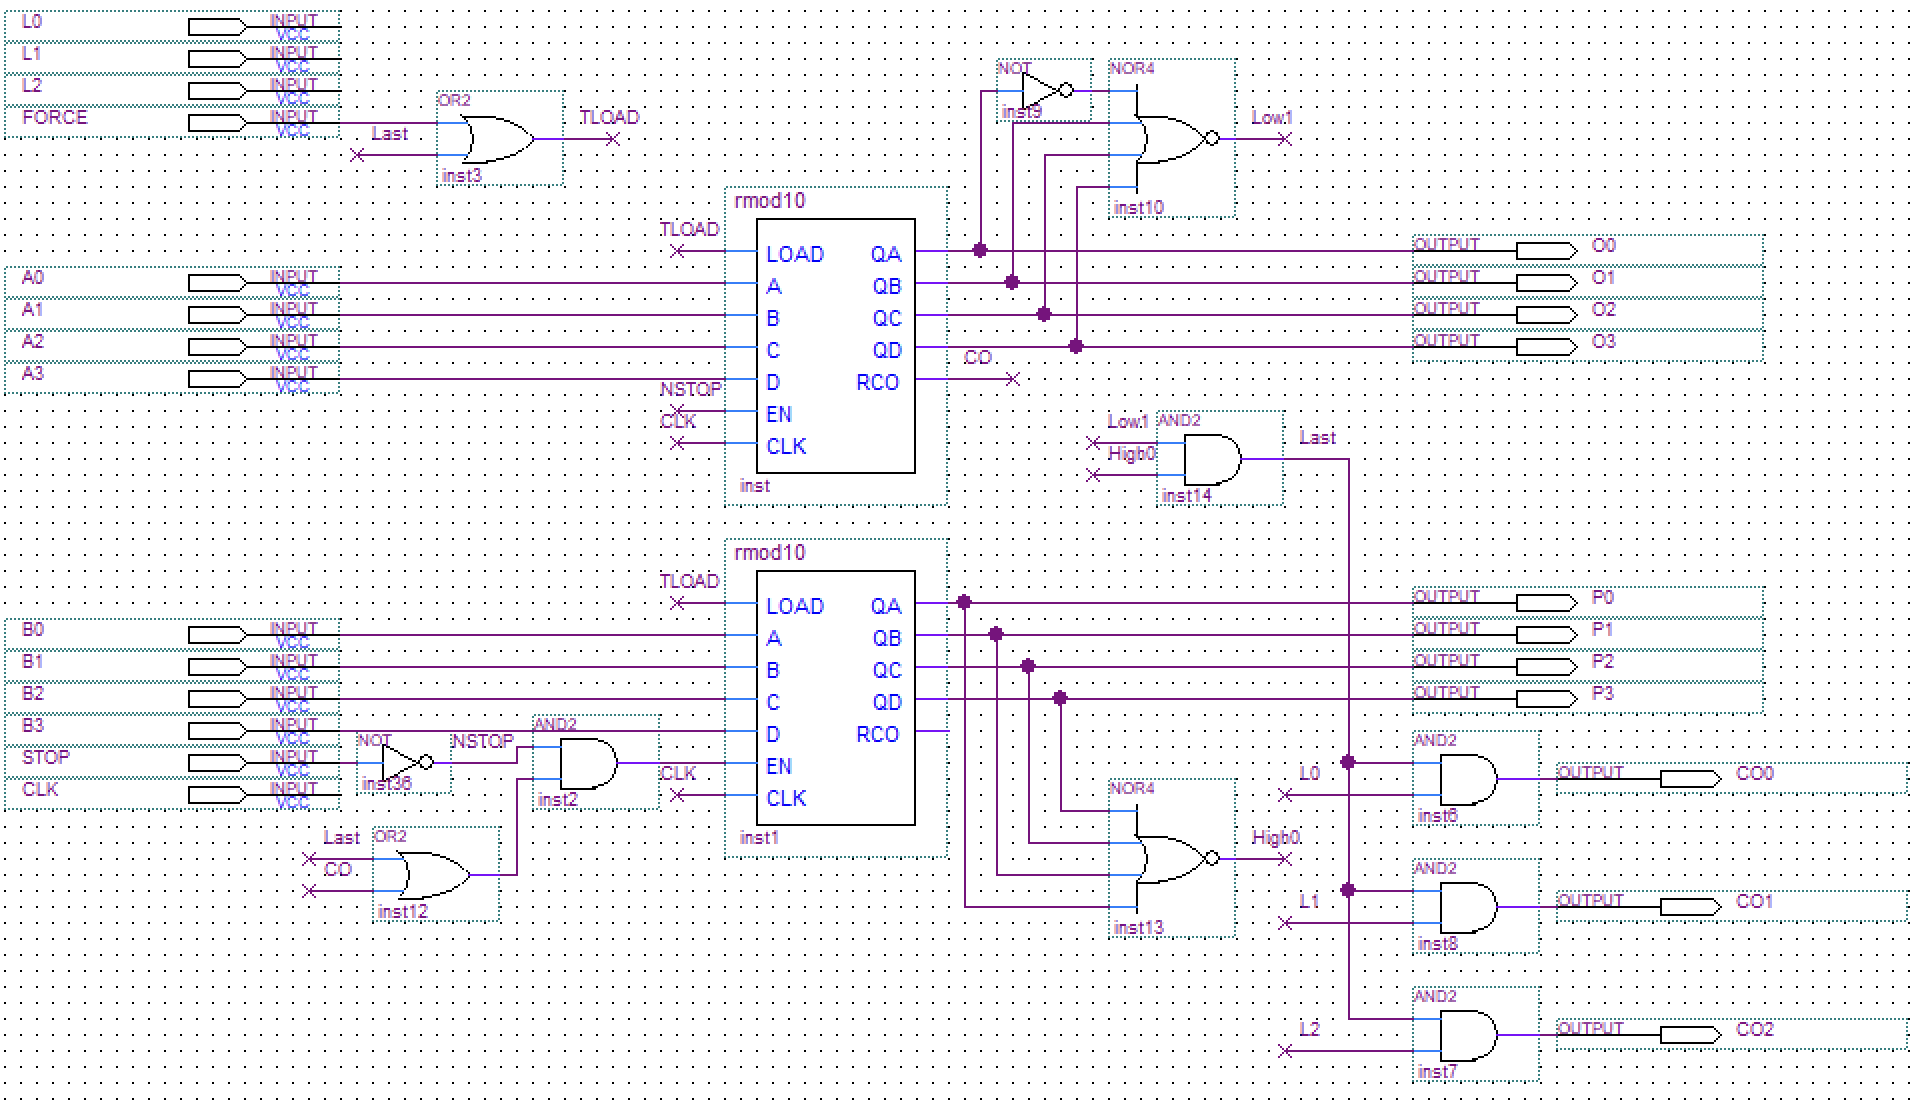 L0 INPUT
VCC
L1 INPUT
VCC
L2 INPUT
VCC
FORCE INPUT
VCC
Last
OR2
inst3
TLOAD
NOT
inst9
NOR4
inst10
Low1
rmod10
TLOAD
LOAD QA
A QB
B QC
C QD
D RCO
EN
CLK
inst
NSTOP
CLK
CO
A0 INPUT
VCC
A1 INPUT
VCC
A2 INPUT
VCC
A3 INPUT
VCC
OUTPUT O0
OUTPUT O1
OUTPUT O2
OUTPUT O3
Low1
High0
AND2
inst14
Last
rmod10
TLOAD
LOAD QA
A QB
B QC
C QD
D RCO
EN
CLK
inst1
CLK
B0 INPUT
VCC
B1 INPUT
VCC
B2 INPUT
VCC
B3 INPUT
VCC
STOP INPUT
VCC
CLK INPUT
VCC
NOT
inst36
NSTOP
AND2
inst2
Last
CO
OR2
inst12
OUTPUT P0
OUTPUT P1
OUTPUT P2
OUTPUT P3
NOR4
inst13
High0
L0
AND2
inst6
OUTPUT CO0
L1
AND2
inst8
OUTPUT CO1
L2
AND2
inst7
OUTPUT CO2